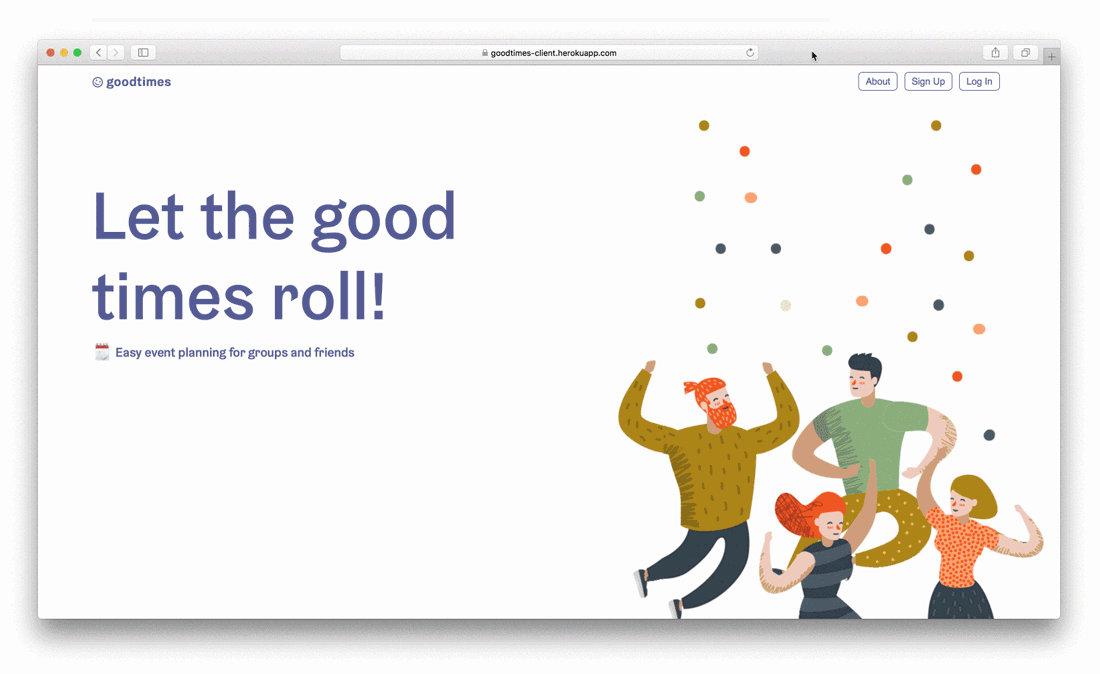 goodtimes-client.herokuapp.com
goodtimes
About
Sign Up
Log In
Let the good
times roll!
Easy event planning for groups and friends